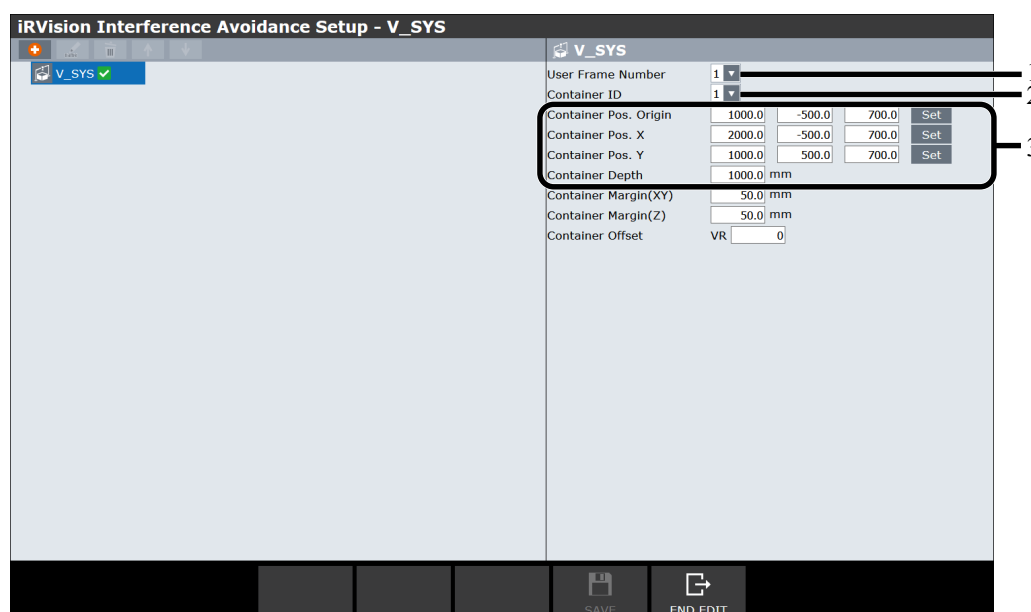 iRVision Interference Avoidance Setup - V_SYS
V_SYS
V_SYS
User Frame Number 1
Container ID 1
Container Pos. Origin 1000.0 -500.0 700.0 Set
Container Pos. X 2000.0 -500.0 700.0 Set
Container Pos. Y 1000.0 500.0 700.0 Set
Container Depth 1000.0 mm
Container Margin(XY) 50.0 mm
Container Margin(Z) 50.0 mm
Container Offset VR 0
1
2
3
SAVE END EDIT